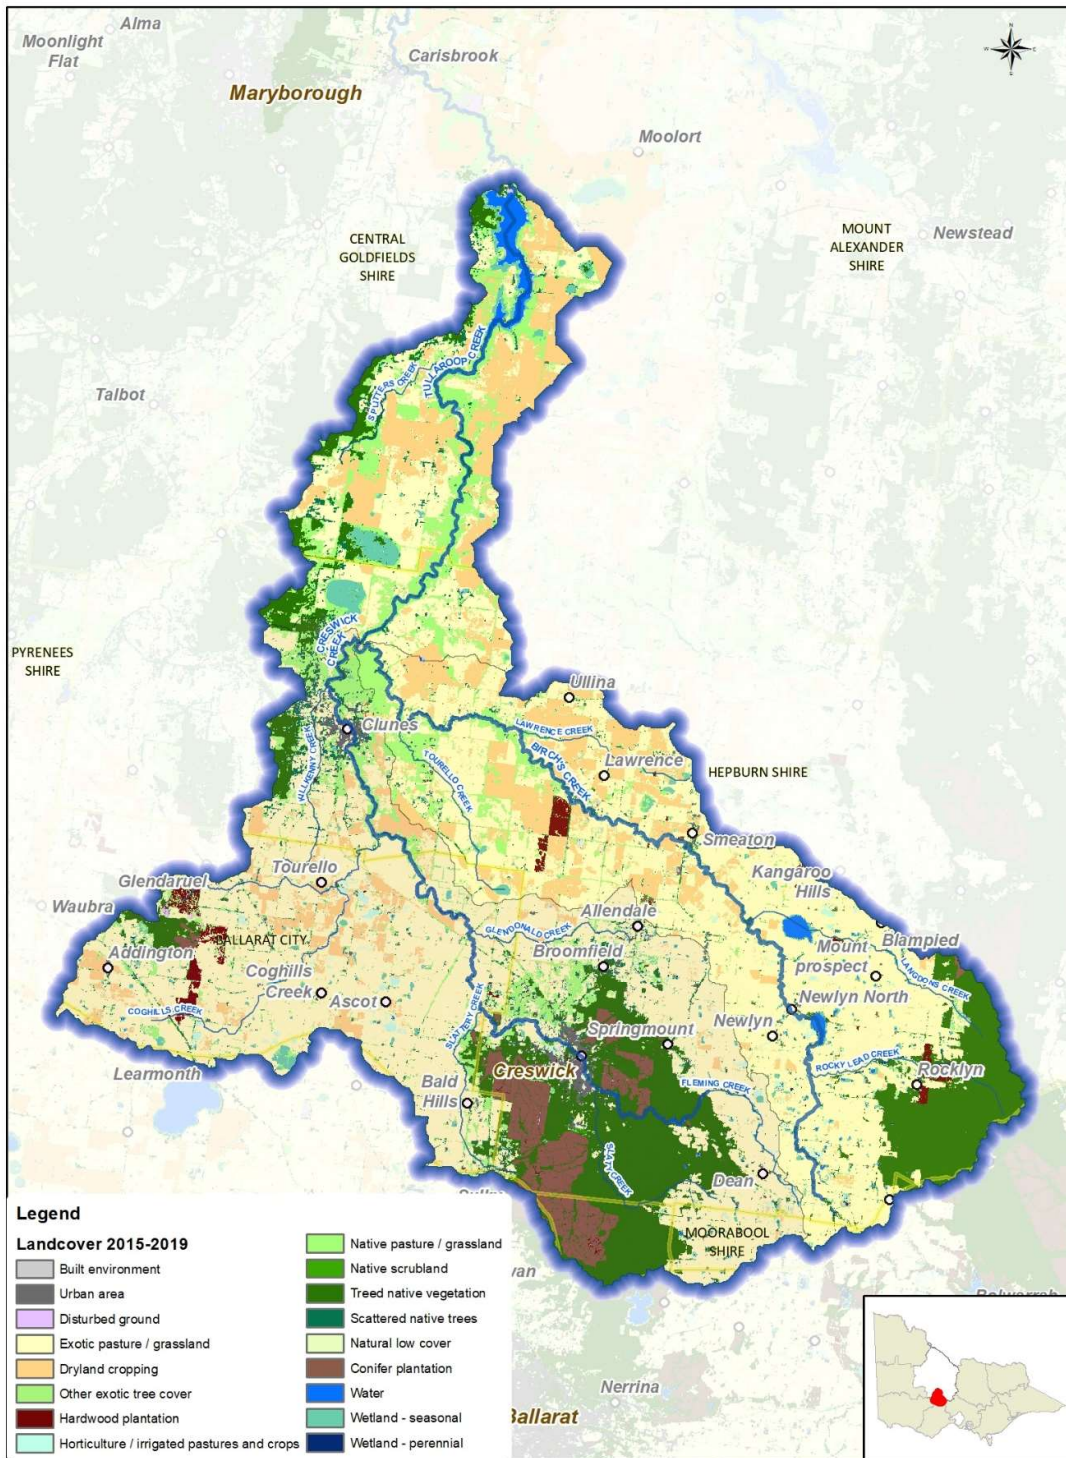 Alma
Moonlight
Flat
Carisbrook
Maryborough
Moolort
N
W
E
S
CENTRAL
GOLDFIELDS
SHIRE
MOUNT
ALEXANDER
SHIRE
Newstead
TULLAROOP CREEK
SPLITTERS CREEK
Talbot
CRESWICK
CREEK
PYRENEES
SHIRE
Ullina
Clunes
LAWRENCE CREEK
BIRCH'S CREEK
Lawrence
HEPBURN SHIRE
TOURELLO CREEK
Smeaton
Kangaroo
Hills
Glendaruel
Tourello
Waubra
Allendale
GLENDONALD CREEK
BALLARAT CITY
Blampied
Addington
Broomfield
Mount
prospect
LANGDONS CREEK
Coghills
Creek
Ascot
Newlyn North
COGHILLS CREEK
SLATTERY CREEK
Springmount
Newlyn
Learmonth
Creswick
ROCKY LEAD CREEK
Rocklyn
Bald
Hills
FLEMING CREEK
SLATY CREEK
Dean
MOORABOOL
SHIRE
Nerrina
Ballarat
Legend
Landcover 2015-2019
Built environment
Urban area
Disturbed ground
Exotic pasture / grassland
Dryland cropping
Other exotic tree cover
Hardwood plantation
Horticulture / irrigated pastures and crops
Native pasture / grassland
Native scrubland
Treed native vegetation
Scattered native trees
Natural low cover
Conifer plantation
Water
Wetland - seasonal
Wetland - perennial